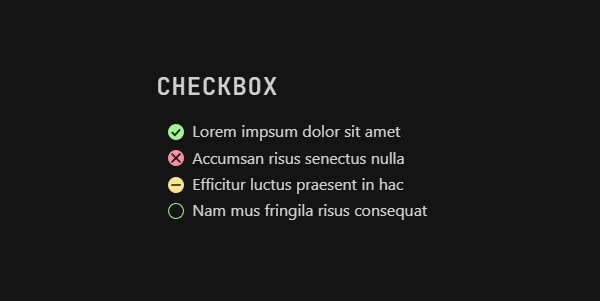 CHECKBOX
Lorem impsum dolor sit amet
Accumsan risus senectus nulla
Efficitur luctus praesent in hac
Nam mus fringila risus consequat